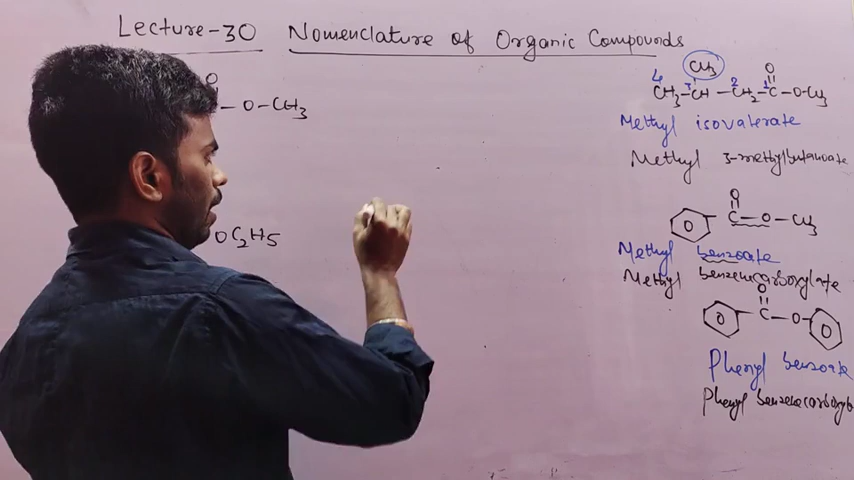 Lecture-30 Nomenclature of Organic Compounds
O
-O-CH3
OC2H5
CH3
O
4 3 2 1
CH3-CH-CH2-C-O-CH3
Methyl isovalerate
Methyl 3-methylbutanoate
O
C-O-CH3
Methyl benzoate
Methyl benzenecarboxylate
O
C-O-
Phenyl benzoate
Phenyl